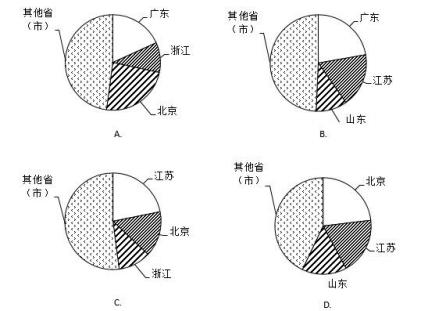 其他省
（市）
广东
浙江
北京
A.
其他省
（市）
广东
江苏
山东
B.
其他省
（市）
江苏
北京
浙江
C.
其他省
（市）
北京
江苏
山东
D.